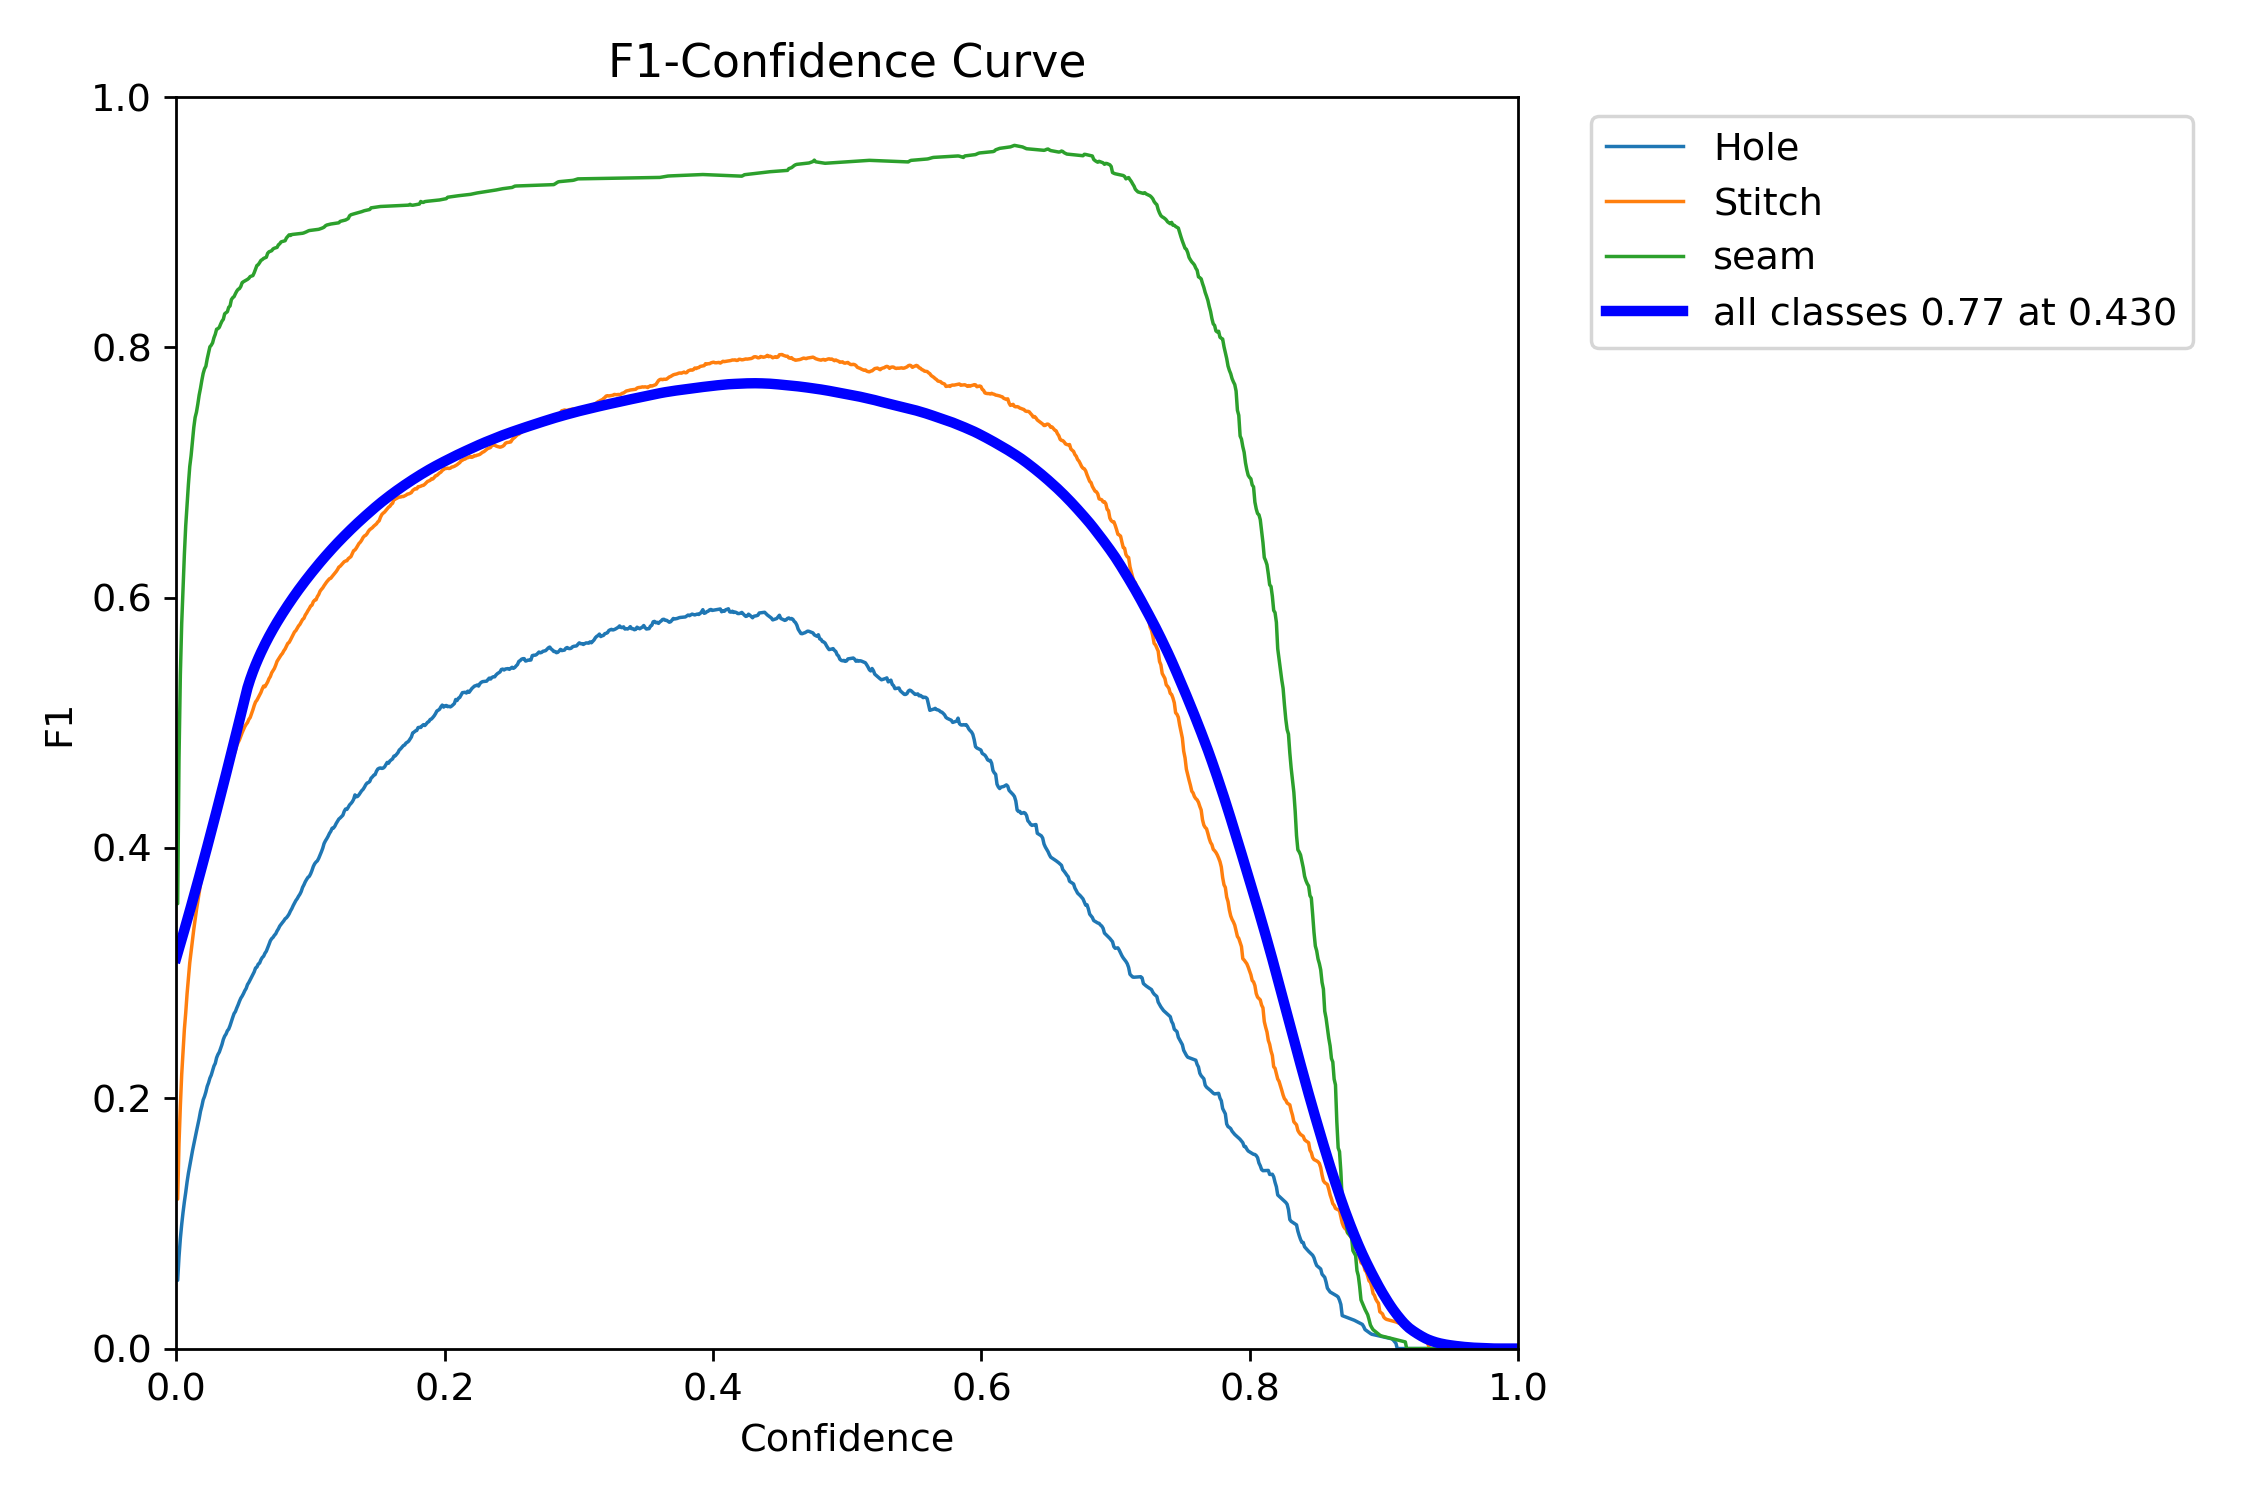 F1-Confidence Curve
1.0
0.8
0.6
0.4
0.2
0.0
F1
0.0 0.2 0.4 0.6 0.8 1.0
Confidence
Hole
Stitch
seam
all classes 0.77 at 0.430